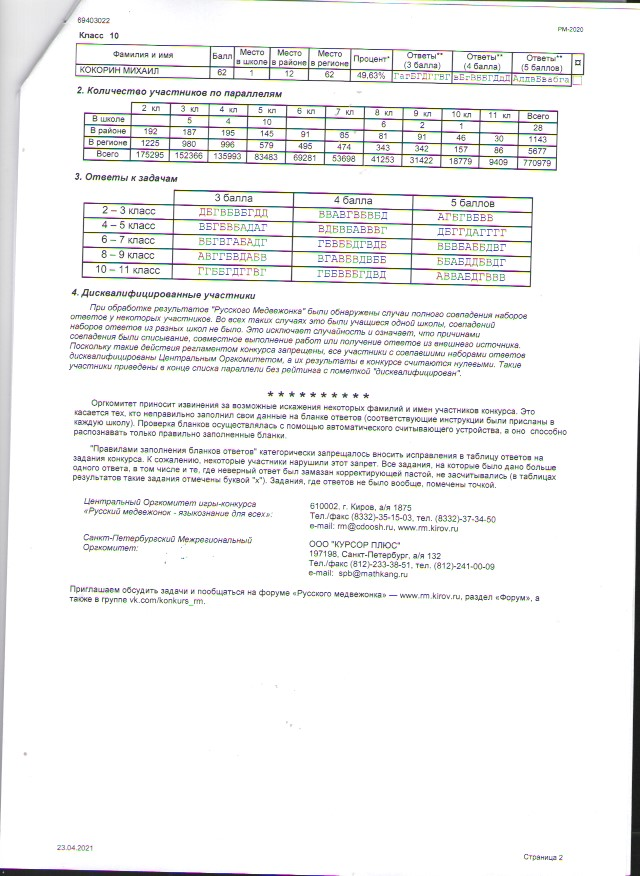 69403022
РМ-2020
Класс 10
Фамилия и имя Балл Место в школе Место в районе Место в регионе Процент* Ответы** (3 балла) Ответы** (4 балла) Ответы** (5 баллов)
КОКОРИН МИХАИЛ 62 1 12 62 49,63%
2. Количество участников по параллелям
2 кл 3 кл 4 кл 5 кл 6 кл 7 кл 8 кл 9 кл 10 кл 11 кл Всего
В школе 5 4 10 6 2 1 28
В районе 192 187 195 145 91 85 81 91 46 30 1143
В регионе 1225 980 996 579 495 474 343 342 157 86 5677
Всего 175295 152366 135993 83483 69281 53698 41253 31422 18779 9409 770979
3. Ответы к задачам
3 балла 4 балла 5 баллов
2 – 3 класс
4 – 5 класс
6 – 7 класс
8 – 9 класс
10 – 11 класс
4. Дисквалифицированные участники
При обработке результатов "Русского Медвежонка" были обнаружены случаи полного совпадения наборов
ответов у некоторых участников. Во всех таких случаях это были учащиеся одной школы, совпадений
наборов ответов из разных школ не было. Это исключает случайность и означает, что причинами
совпадения были списывание, совместное выполнение работ или получение ответов из внешнего источника.
Поскольку такие действия регламентом конкурса запрещены, все участники с совпавшими наборами ответов
дисквалифицированы Центральным Оргкомитетом, а их результаты в конкурсе считаются нулевыми. Такие
участники приведены в конце списка параллели без рейтинга с пометкой "дисквалифицирован".
* * * * * * * * * *
Оргкомитет приносит извинения за возможные искажения некоторых фамилий и имен участников конкурса. Это
касается тех, кто неправильно заполнил свои данные на бланке ответов (соответствующие инструкции были присланы в
каждую школу). Проверка бланков осуществлялась с помощью автоматического считывающего устройства, а оно способно
распознавать только правильно заполненные бланки.
"Правилами заполнения бланков ответов" категорически запрещалось вносить исправления в таблицу ответов на
задания конкурса. К сожалению, некоторые участники нарушили этот запрет. Все задания, на которые было дано больше
одного ответа, в том числе и те, где неверный ответ был замазан корректирующей пастой, не засчитывались (в таблицах
результатов такие задания отмечены буквой "х"). Задания, где ответов не было вообще, помечены точкой.
Центральный Оргкомитет игры-конкурса
«Русский медвежонок - языкознание для всех»:
610002, г. Киров, а/я 1875
Тел./факс (8332)-35-15-03, тел. (8332)-37-34-50
e-mail: rm@cdoosh.ru, www.rm.kirov.ru
Санкт-Петербургский Межрегиональный
Оргкомитет:
ООО "КУРСОР ПЛЮС"
197198, Санкт-Петербург, а/я 132
Тел./факс (812)-233-38-51, тел. (812)-241-00-09
e-mail: spb@mathkang.ru
Приглашаем обсудить задачи и пообщаться на форуме «Русского медвежонка» — www.rm.kirov.ru, раздел «Форум», а
также в группе vk.com/konkurs_rm.
23.04.2021
Страница 2